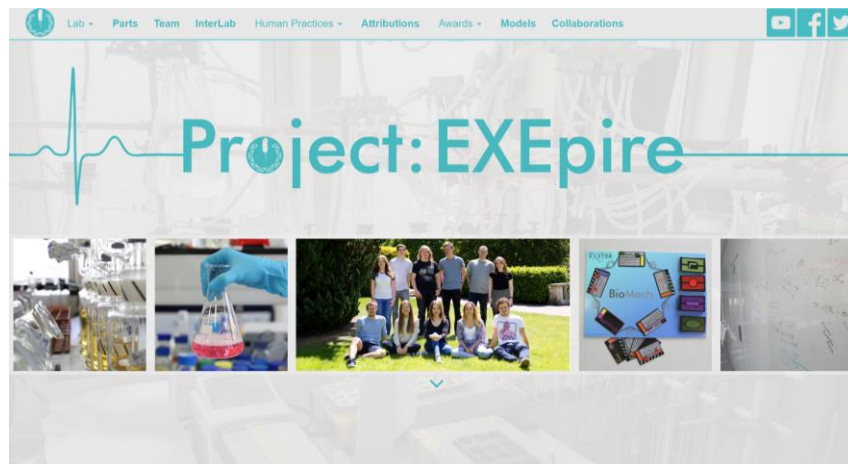 Lab Parts Team InterLab Human Practices Attributions Awards Models Collaborations
Project: EXEpire
BioMech